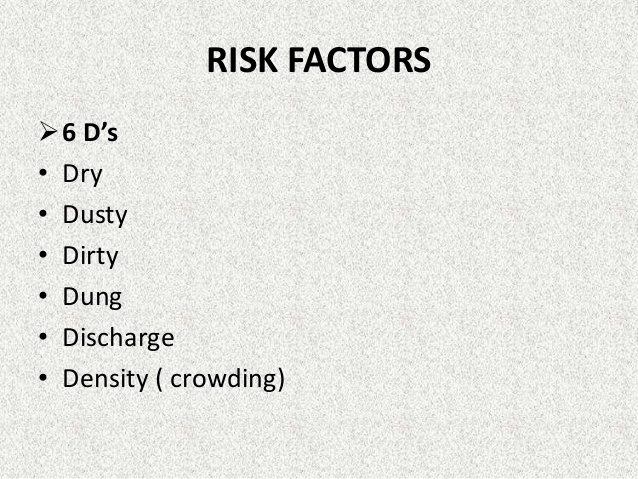 RISK FACTORS
➢6 D’s
• Dry
• Dusty
• Dirty
• Dung
• Discharge
• Density ( crowding)